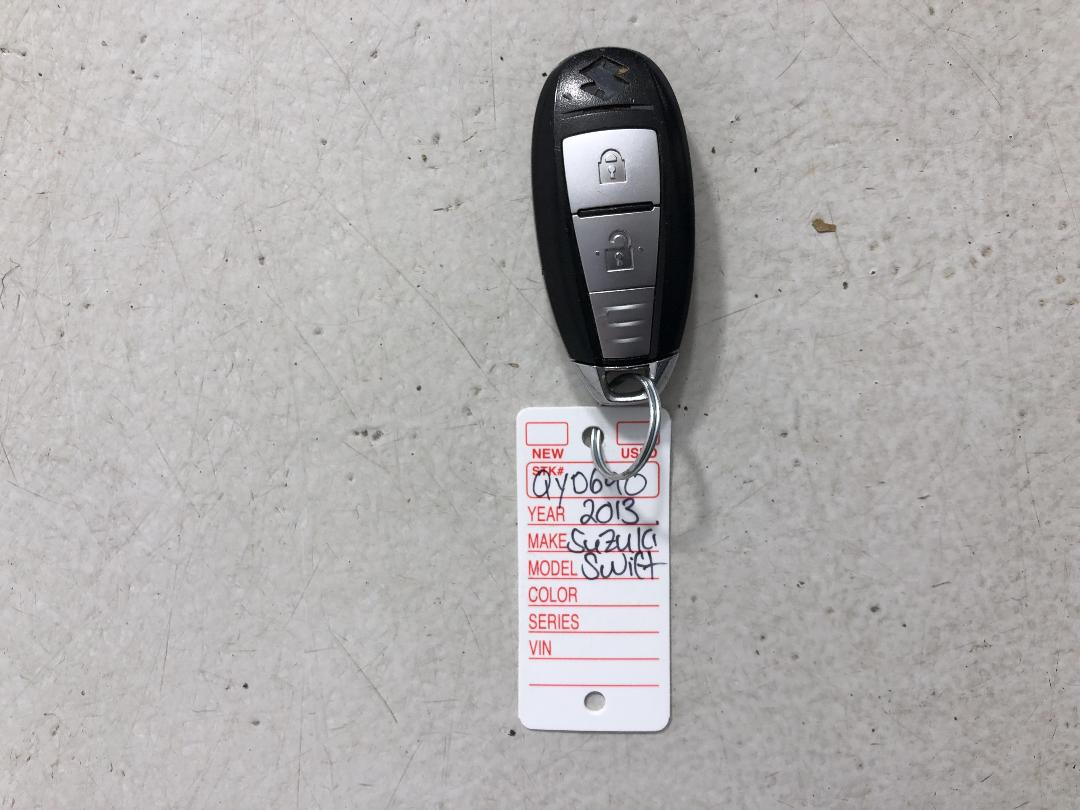 NEW USED
STK# QY0640
YEAR 2013
MAKE Suzuki
MODEL Swift
COLOR
SERIES
VIN